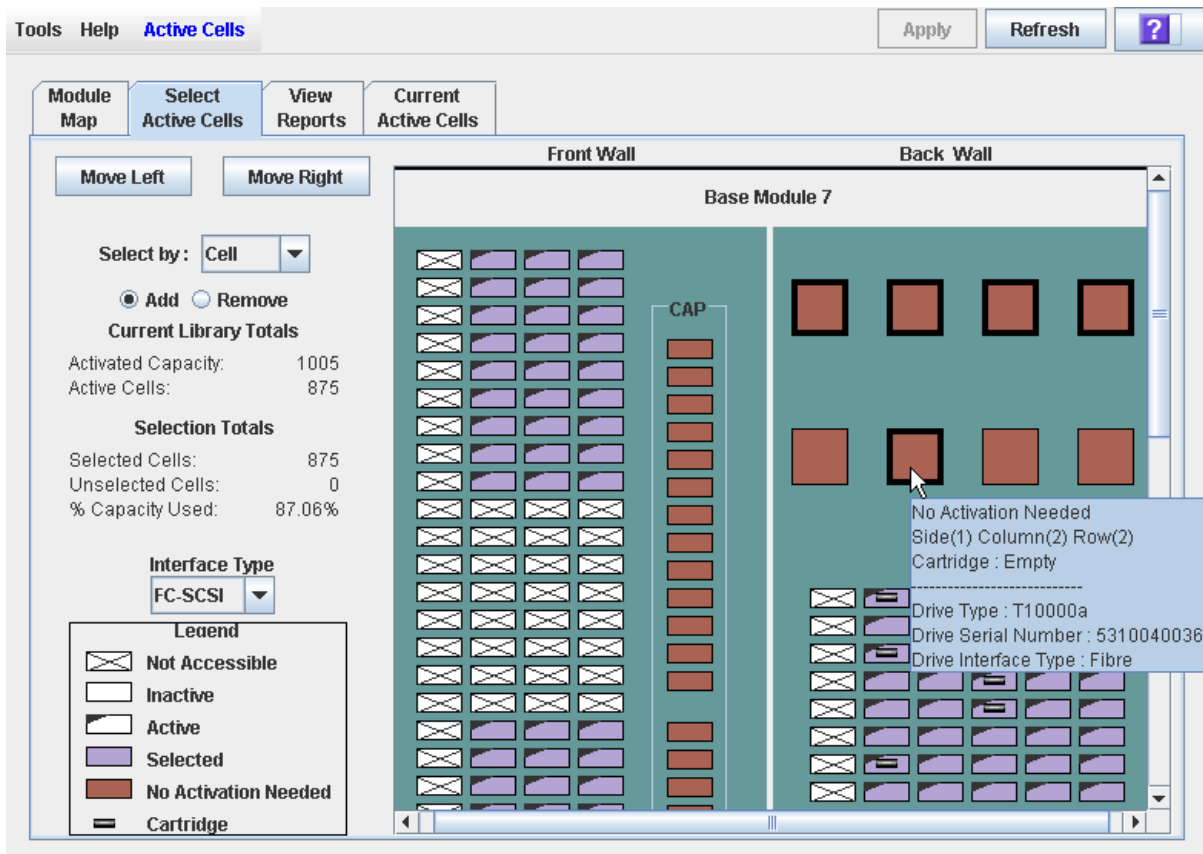 Tools Help Active Cells Apply Refresh ?
Module Map
Select Active Cells
View Reports
Current Active Cells
Move Left Move Right
Select by : Cell
Add Remove
Current Library Totals
Activated Capacity: 1005
Active Cells: 875
Selection Totals
Selected Cells: 875
Unselected Cells: 0
% Capacity Used: 87.06%
Interface Type
FC-SCSI
Legend
Not Accessible
Inactive
Active
Selected
No Activation Needed
Cartridge
Front Wall Back Wall
Base Module 7
CAP
No Activation Needed
Side(1) Column(2) Row(2)
Cartridge : Empty
----------------------------
Drive Type : T10000a
Drive Serial Number : 5310040036
Drive Interface Type : Fibre